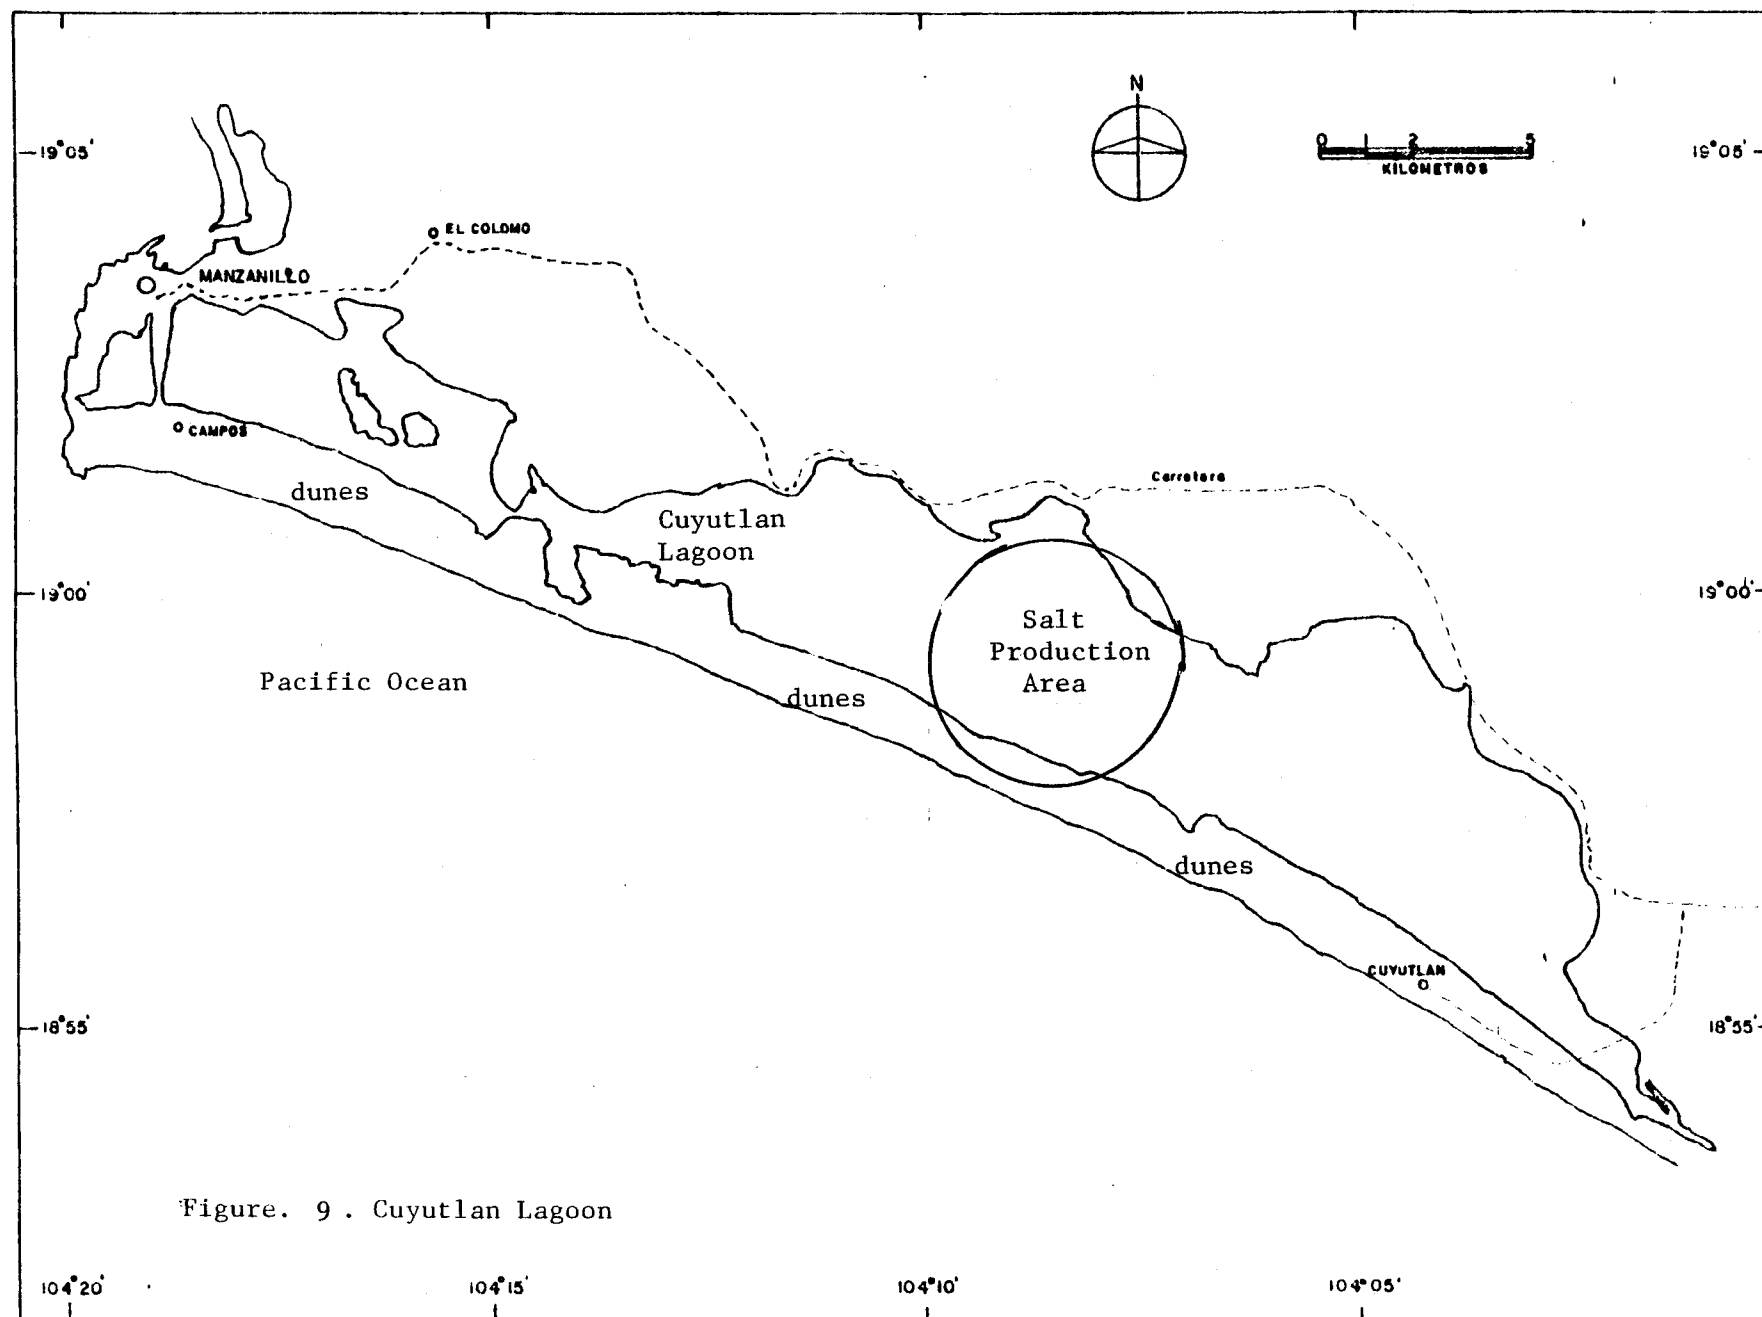 N
0 1 2 5
KILOMETROS
19°05'
19°05'
EL COLOMO
MANZANILLO
CAMPOS
dunes
Carretera
Cuyutlan
Lagoon
19°00'
19°00'
Salt
Production
Area
Pacific Ocean
dunes
dunes
CUYUTLAN
18°55'
18°55'
Figure. 9. Cuyutlan Lagoon
104°20'
104°15'
104°10'
104°05'